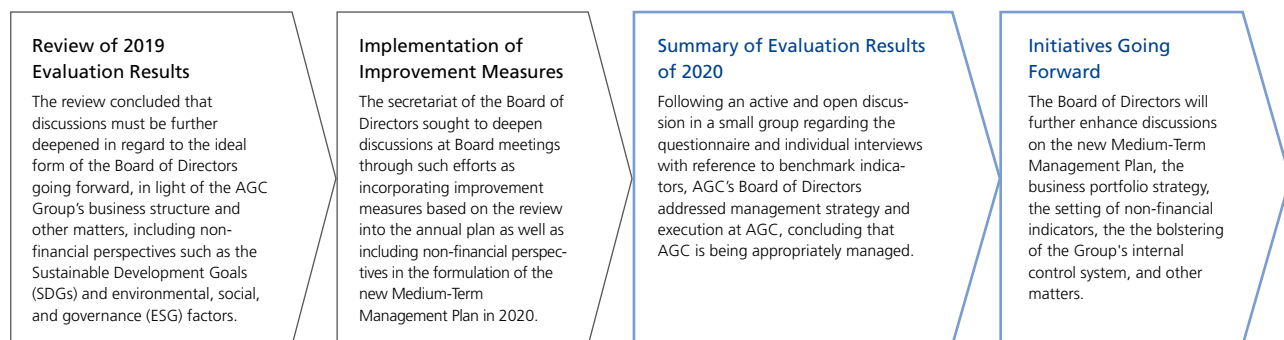 Review of 2019
Evaluation Results
The review concluded that
discussions must be further
deepened in regard to the ideal
form of the Board of Directors
going forward, in light of the AGC
Group's business structure and
other matters, including non-
financial perspectives such as the
Sustainable Development Goals
(SDGs) and environmental, social,
and governance (ESG) factors.
Implementation of
Improvement Measures
The secretariat of the Board of
Directors sought to deepen
discussions at Board meetings
through such efforts as
incorporating improvement
measures based on the review
into the annual plan as well as
including non-financial perspec-
tives in the formulation of the
new Medium-Term
Management Plan in 2020.
Summary of Evaluation Results
of 2020
Following an active and open discus-
sion in a small group regarding the
questionnaire and individual interviews
with reference to benchmark indica-
tors, AGC's Board of Directors
addressed management strategy and
execution at AGC, concluding that
AGC is being appropriately managed.
Initiatives Going
Forward
The Board of Directors will
further enhance discussions
on the new Medium-Term
Management Plan, the
business portfolio strategy,
the setting of non-financial
indicators, the the bolstering
of the Group's internal
control system, and other
matters.